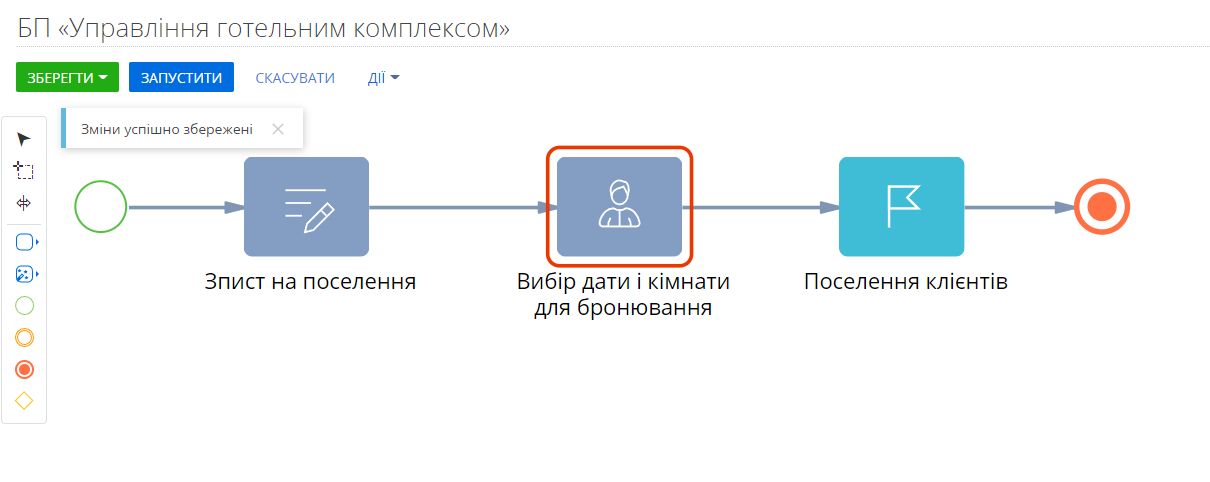 БП «Управління готельним комплексом»
ЗБЕРЕГТИ ЗАПУСТИТИ СКАСУВАТИ ДІЇ
Зміни успішно збережені
Зпист на поселення
Вибір дати і кімнати
для бронювання
Поселення клієнтів